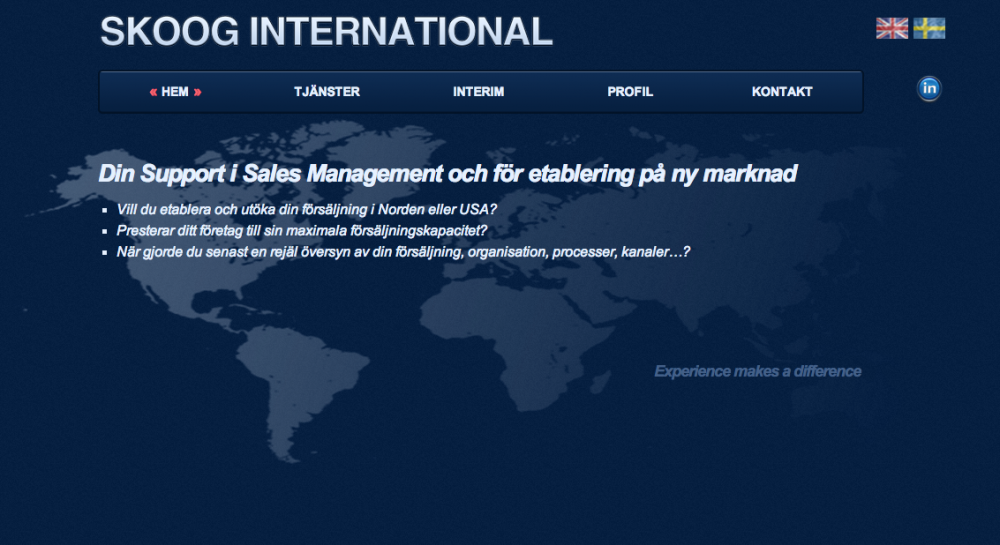 SKOOG INTERNATIONAL
« HEM » TJÄNSTER INTERIM PROFIL KONTAKT
in
Din Support i Sales Management och för etablering på ny marknad
Vill du etablera och utöka din försäljning i Norden eller USA?
Presterar ditt företag till sin maximala försäljningskapacitet?
När gjorde du senast en rejäl översyn av din försäljning, organisation, processer, kanaler…?
Experience makes a difference